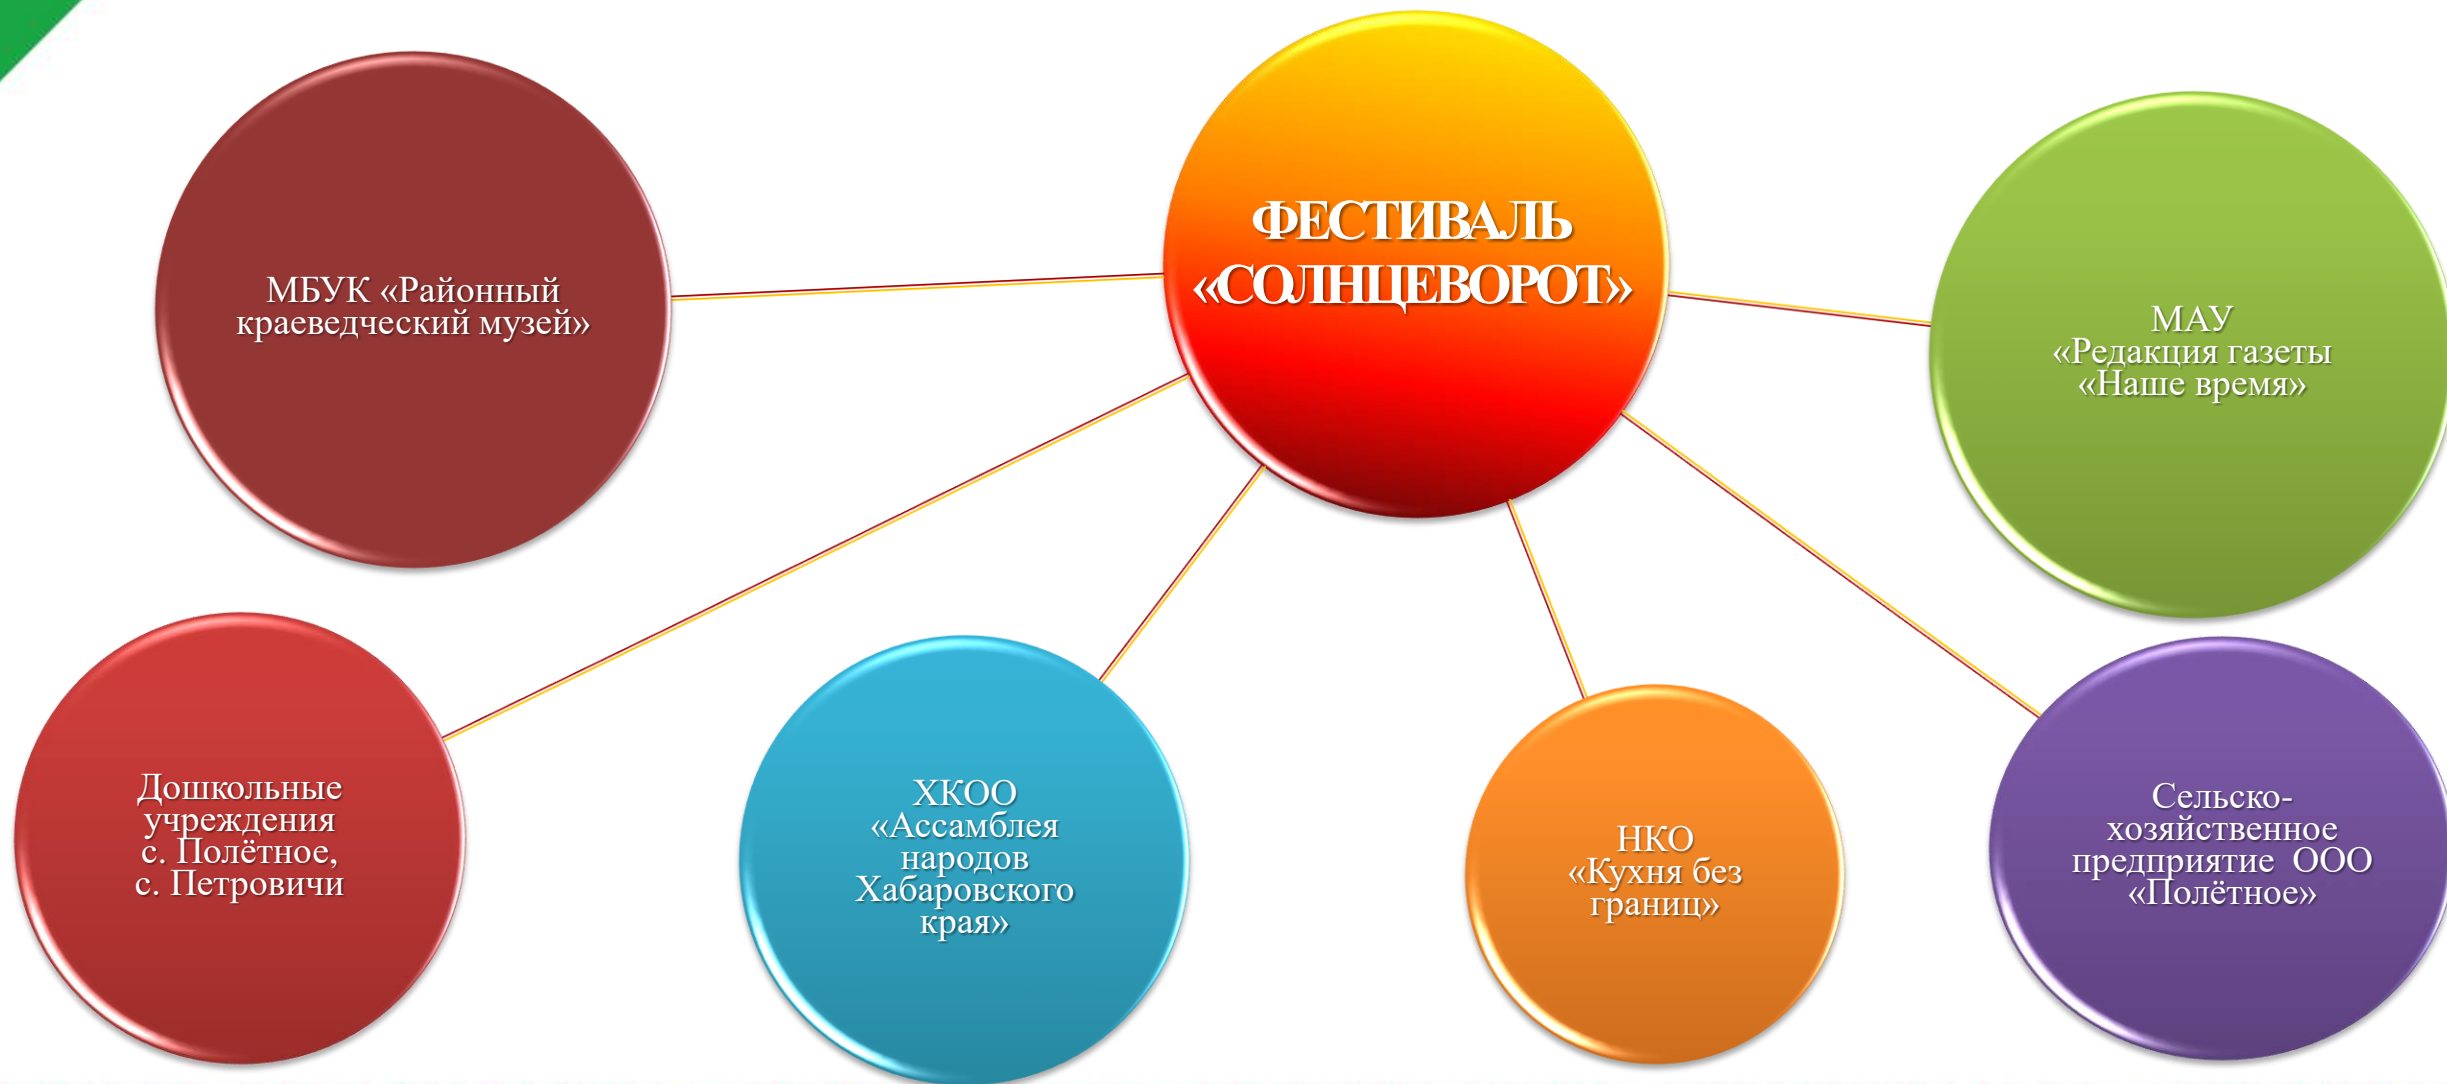 ФЕСТИВАЛЬ
«СОЛНЦЕВОРОТ»
МБУК «Районный
краеведческий музей»
МАУ
«Редакция газеты
«Наше время»
Дошкольные
учреждения
с. Полётное,
с. Петровичи
ХКОО
«Ассамблея
народов
Хабаровского
края»
НКО
«Кухня без
границ»
Сельско-
хозяйственное
предприятие ООО
«Полётное»